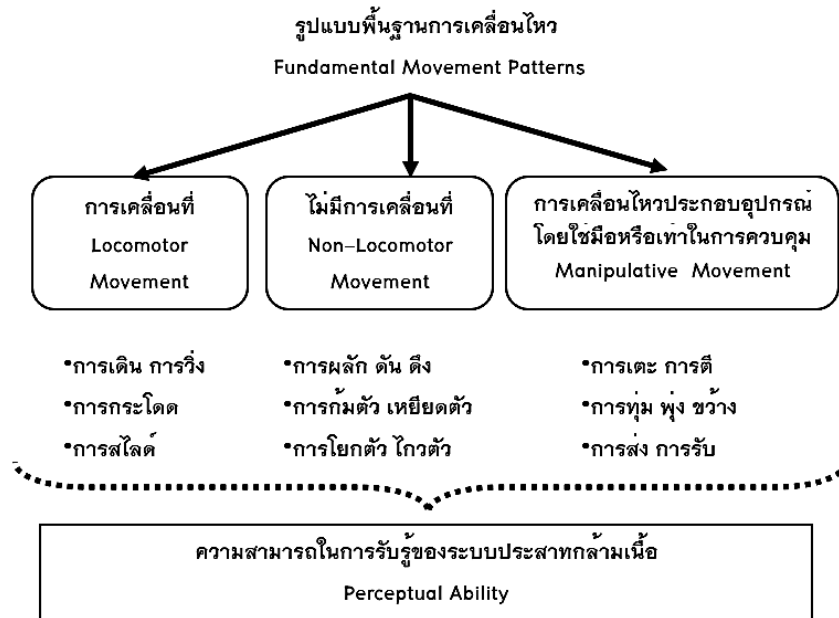 รูปแบบพื้นฐานการเคลื่อนไหว
Fundamental Movement Patterns
การเคลื่อนที่
Locomotor
Movement
ไม่มีการเคลื่อนที่
Non-Locomotor
Movement
การเคลื่อนไหวประกอบอุปกรณ์
โดยใช้มือหรือเท้าในการควบคุม
Manipulative Movement
•การเดิน การวิ่ง
•การกระโดด
•การสไลด์
•การผลัก ดัน ดึง
•การก้มตัว เหยียดตัว
•การโยกตัว ไกวตัว
•การเตะ การตี
•การทุ่ม พุ่ง ขว้าง
•การส่ง การรับ
ความสามารถในการรับรู้ของระบบประสาทกล้ามเนื้อ
Perceptual Ability